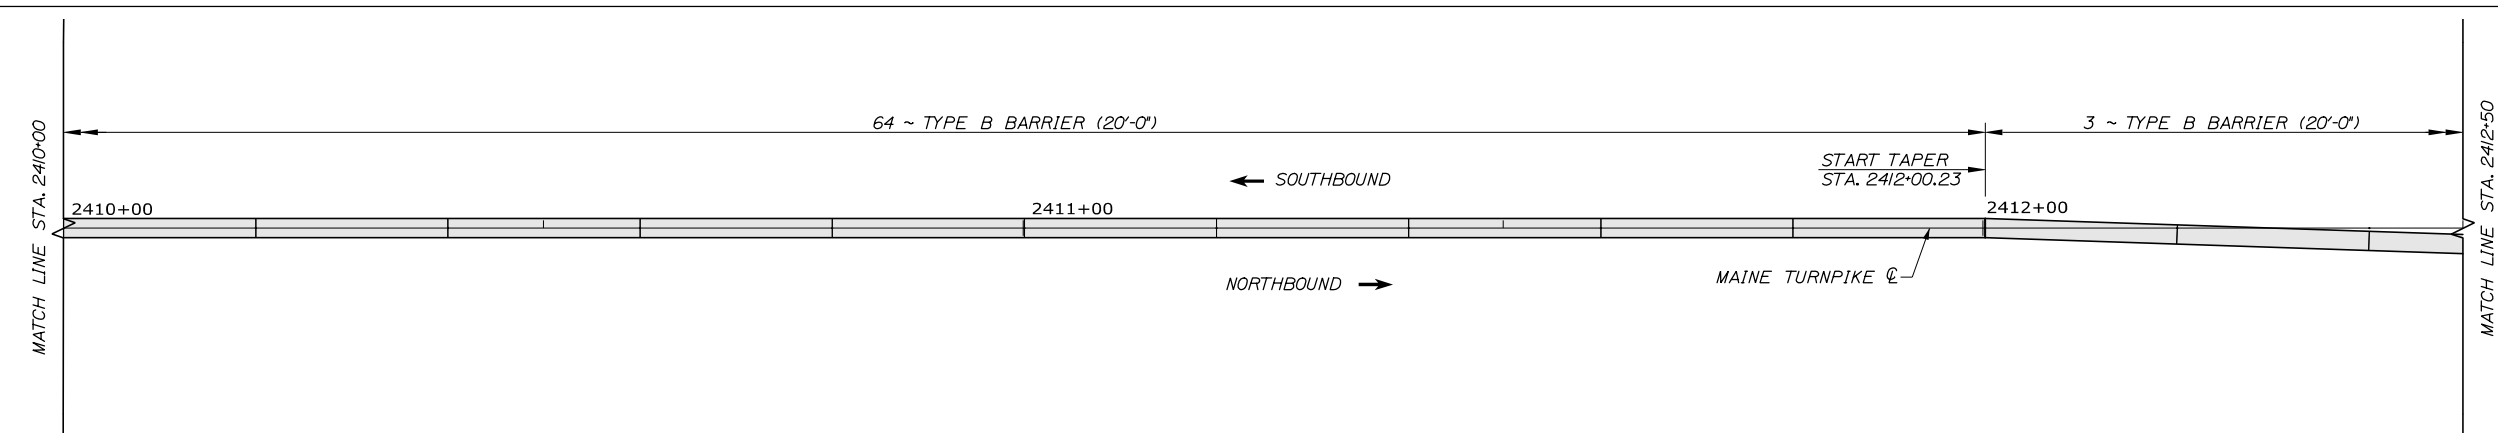 64 ~ TYPE B BARRIER (20'-0")
3 ~ TYPE B BARRIER (20'-0")
START TAPER
STA. 2412+00.23
SOUTHBOUND
2410+00
2411+00
2412+00
NORTHBOUND
MAINE TURNPIKE ℄
MATCH LINE STA. 2410+00
MATCH LINE STA. 2412+50